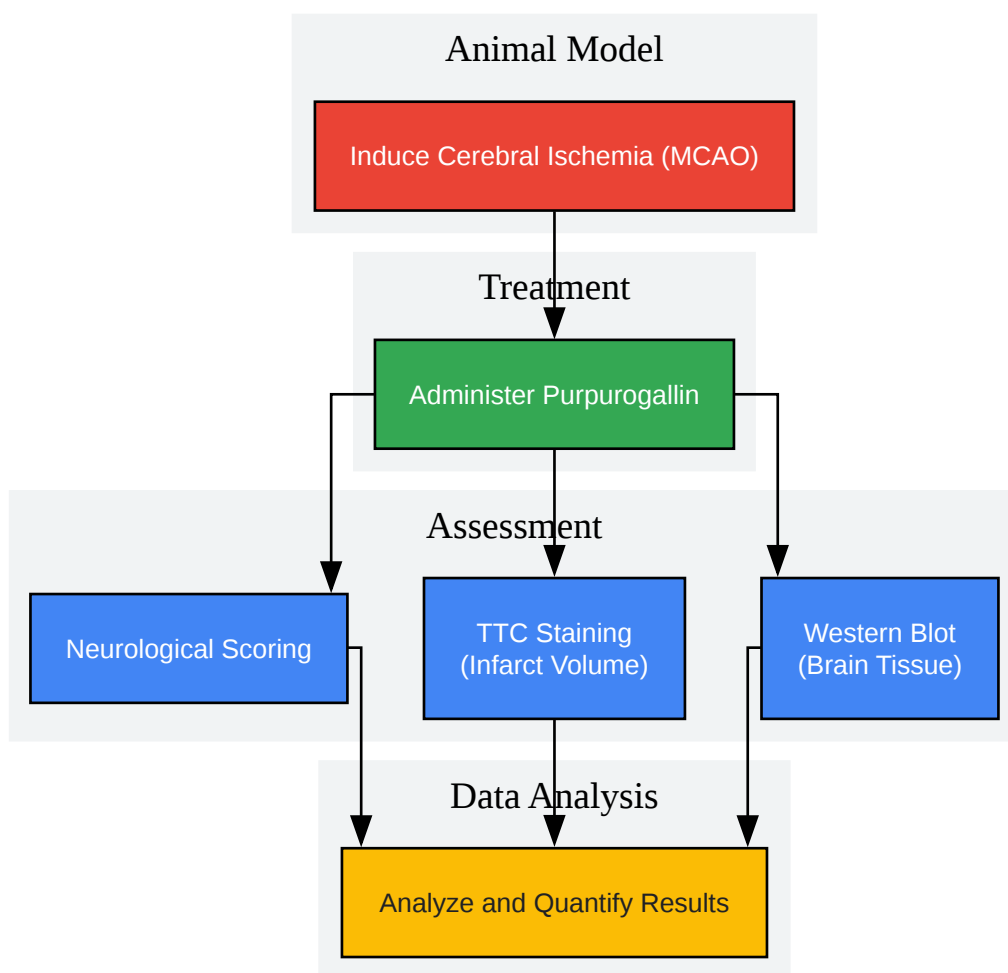 Animal Model
Induce Cerebral Ischemia (MCAO)
Treatment
Administer Purpurogallin
Assessment
Neurological Scoring
TTC Staining
(Infarct Volume)
Western Blot
(Brain Tissue)
Data Analysis
Analyze and Quantify Results